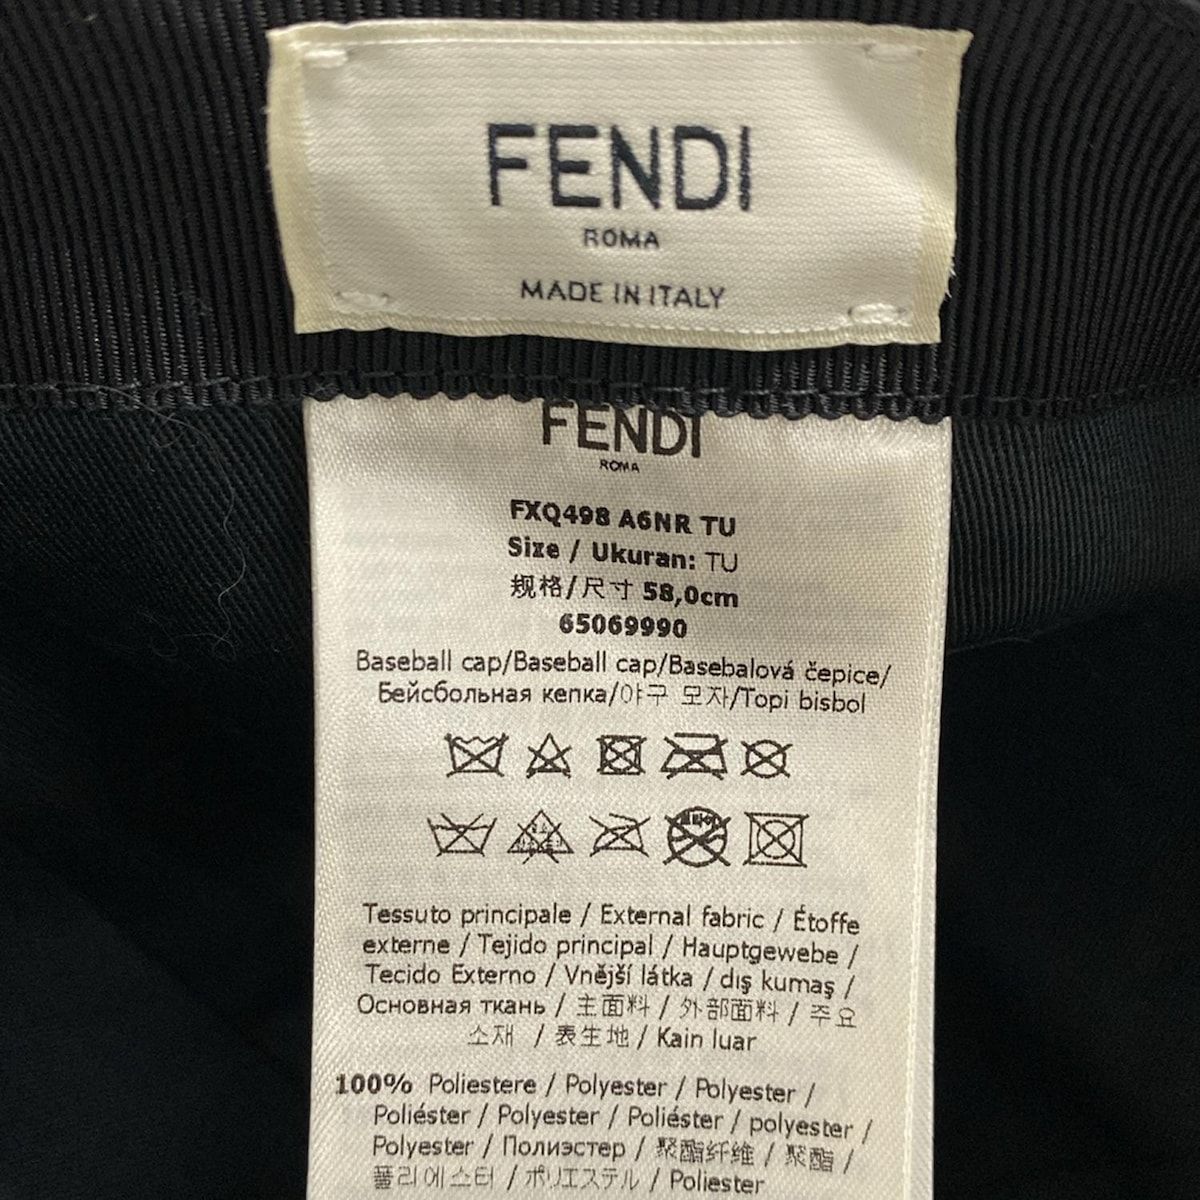 FENDI
ROMA
MADE IN ITALY
FENDI
ROMA
FXQ498 A6NR TU
Size / Ukuran: TU
规格/尺寸 58,0cm
65069990
Baseball cap/Baseball cap/Basebalová čepice/
Бейсбольная кепка/야구 모자/Topi bisbol
Tessuto principale / External fabric / Étoffe
externe / Tejido principal / Hauptgewebe /
Tecido Externo / Vnější látka / dış kumaş /
Основная ткань / 主面料 / 外部面料 / 주요
소재 / 表生地 / Kain luar
100% Poliestere / Polyester / Polyester /
Poliéster / Polyester / Poliéster / polyester /
Polyester / Полиэстер / 聚酯纤维 / 聚酯 /
폴리에스터 / ポリエステル / Poliester